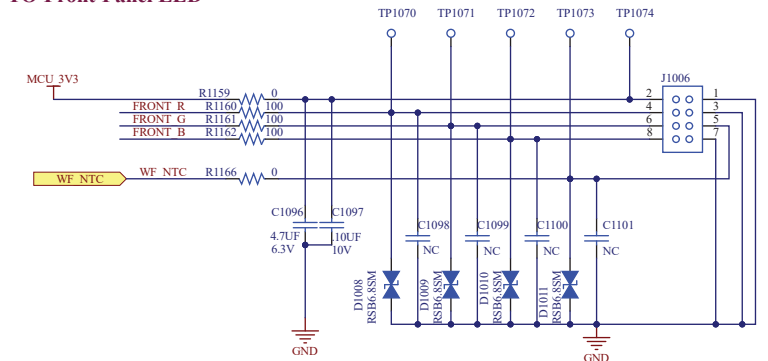 TO Front Panel LED
TP1070 TP1071 TP1072 TP1073 TP1074
J1006
MCU_3V3
R1159 0 2 1
FRONT_R R1160 100 4 3
FRONT_G R1161 100 6 5
FRONT_B R1162 100 8 7
WF_NTC WF_NTC R1166 0
C1096 C1097 C1098 C1099 C1100 C1101
4.7UF 10UF NC NC NC NC
6.3V 10V
D1008 RSB6.8SM D1009 RSB6.8SM D1010 RSB6.8SM D1011 RSB6.8SM
GND GND